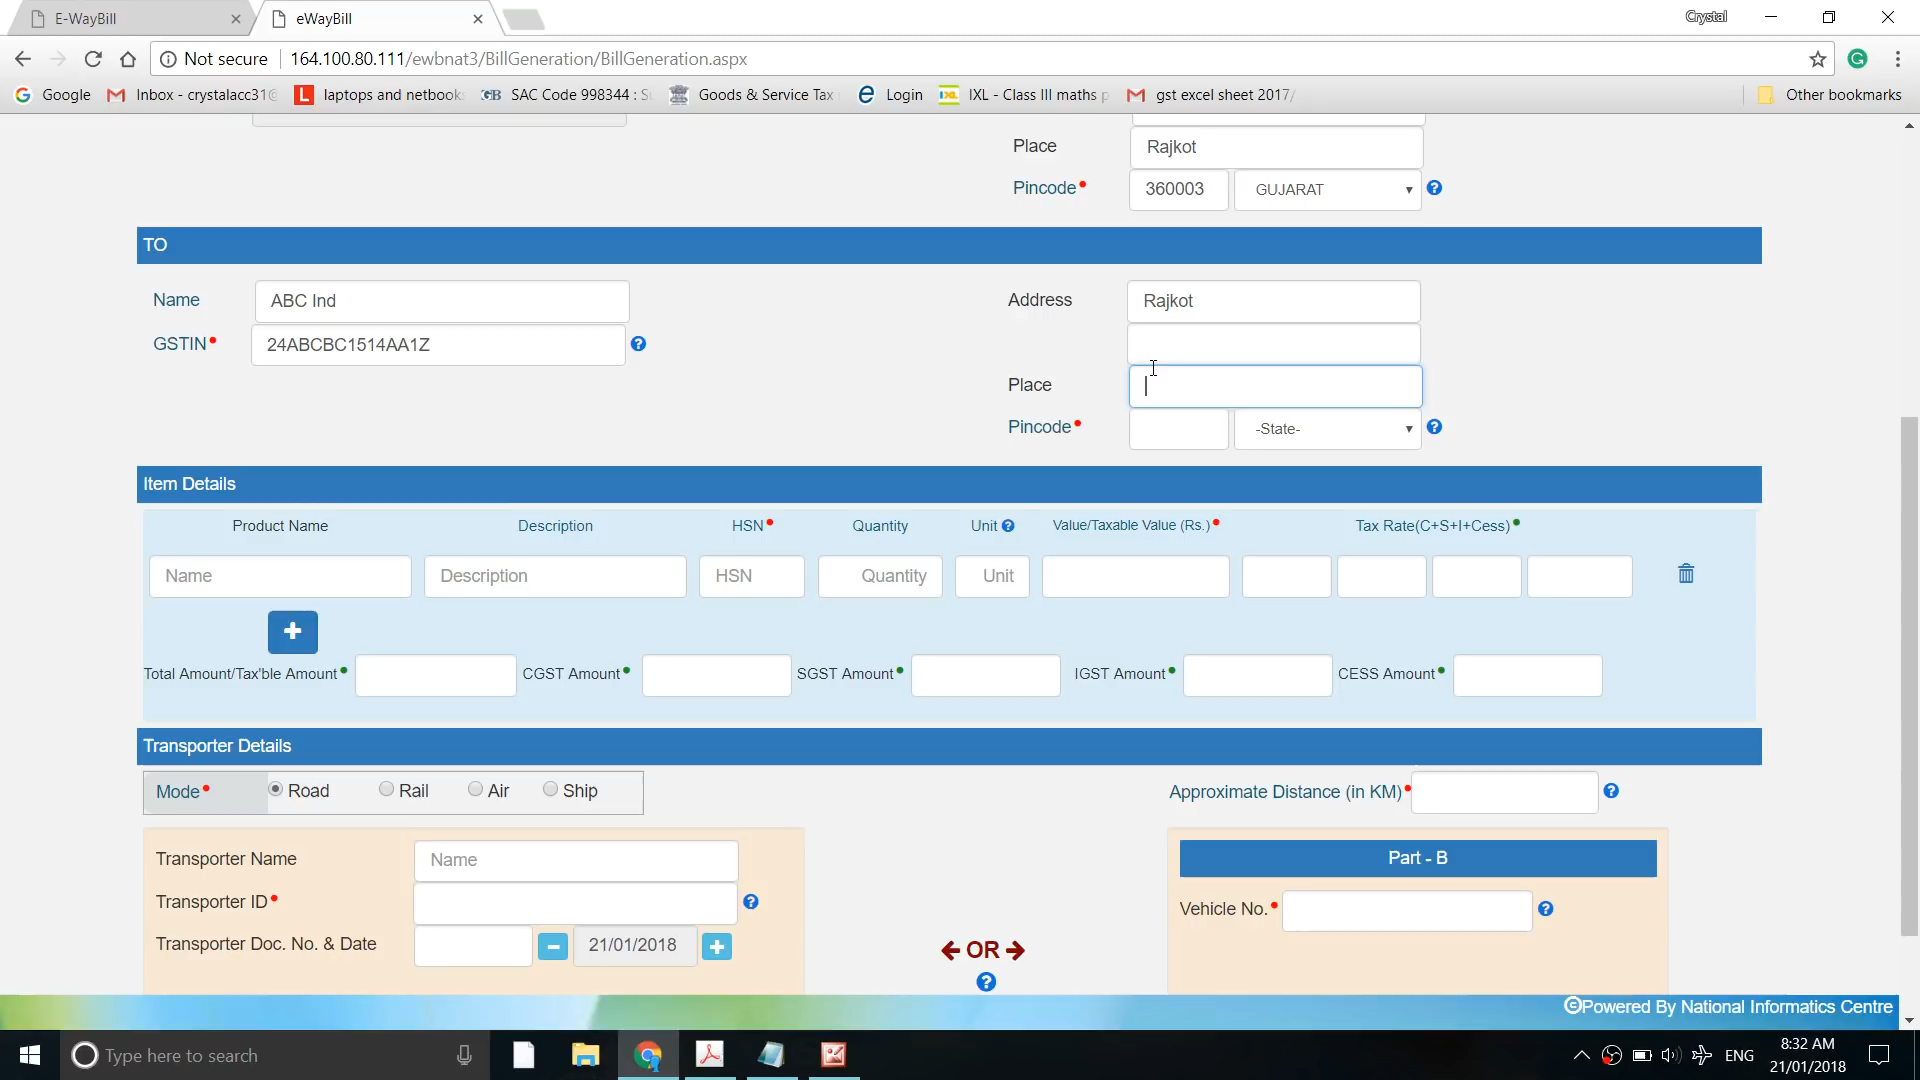 E-WayBill
eWayBill
Crystal
Not secure
164.100.80.111/ewbnat3/BillGeneration/BillGeneration.aspx
Google
Inbox - crystalacc31@
laptops and netbook
SAC Code 998344 : S
Goods & Service Tax
Login
IXL - Class III maths p
gst excel sheet 2017/
Other bookmarks
Place
Rajkot
Pincode
360003
GUJARAT
TO
Name
ABC Ind
Address
Rajkot
GSTIN
24ABCBC1514AA1Z
Place
Pincode
-State-
Item Details
Product Name
Description
HSN
Quantity
Unit
Value/Taxable Value (Rs.)
Tax Rate(C+S+I+Cess)
Name
Description
HSN
Quantity
Unit
Total Amount/Tax'ble Amount
CGST Amount
SGST Amount
IGST Amount
CESS Amount
Transporter Details
Mode
Road
Rail
Air
Ship
Approximate Distance (in KM)
Transporter Name
Name
Part - B
Transporter ID
Vehicle No.
Transporter Doc. No. & Date
21/01/2018
OR
Powered By National Informatics Centre
Type here to search
ENG
8:32 AM
21/01/2018